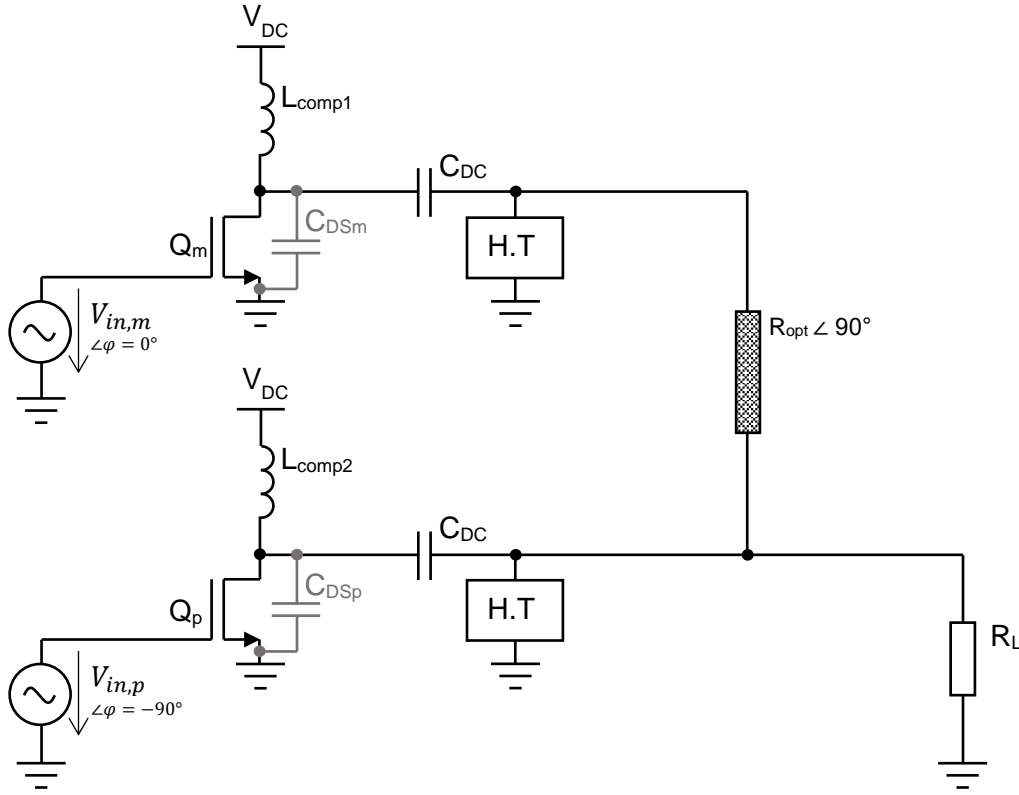 V_DC
L_comp1
C_DC
C_DSm
Q_m
H.T
V_in,m
∠φ = 0°
R_opt ∠ 90°
V_DC
L_comp2
C_DC
C_DSp
Q_p
H.T
V_in,p
∠φ = −90°
R_L